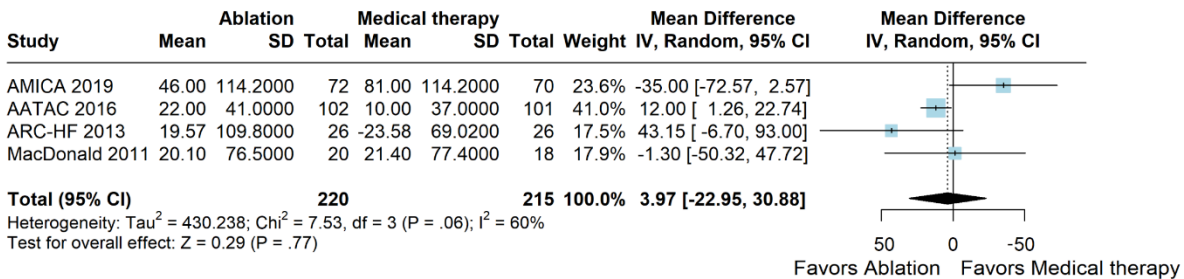 Ablation Medical therapy Mean Difference Mean Difference
Study Mean SD Total Mean SD Total Weight IV, Random, 95% CI IV, Random, 95% CI
AMICA 2019 46.00 114.2000 72 81.00 114.2000 70 23.6% -35.00 [-72.57; 2.57]
AATAC 2016 22.00 41.0000 102 10.00 37.0000 101 41.0% 12.00 [ 1.26; 22.74]
ARC-HF 2013 19.57 109.8000 26 -23.58 69.0200 26 17.5% 43.15 [ -6.70; 93.00]
MacDonald 2011 20.10 76.5000 20 21.40 77.4000 18 17.9% -1.30 [-50.32; 47.72]
Total (95% CI) 220 215 100.0% 3.97 [-22.95; 30.88]
Heterogeneity: Tau² = 430.238; Chi² = 7.53, df = 3 (P = .06); I² = 60%
Test for overall effect: Z = 0.29 (P = .77)
50 0 -50
Favors Ablation Favors Medical therapy